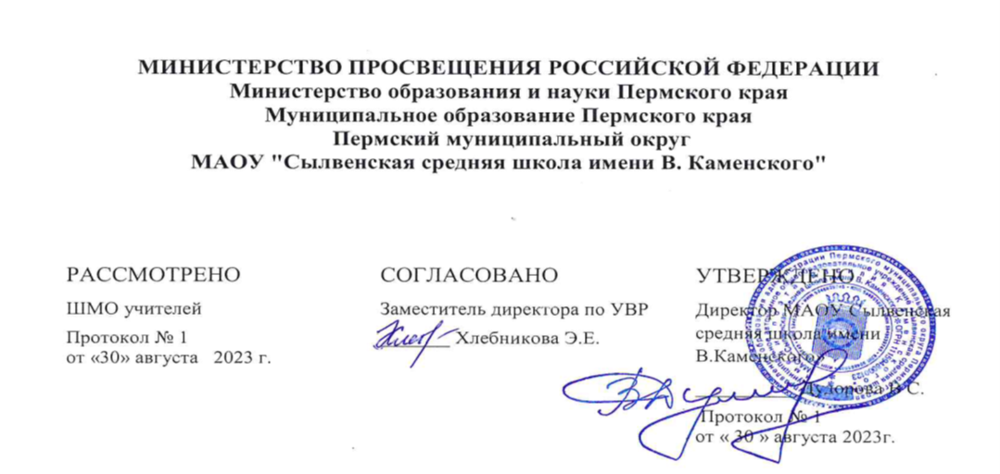 МИНИСТЕРСТВО ПРОСВЕЩЕНИЯ РОССИЙСКОЙ ФЕДЕРАЦИИ
Министерство образования и науки Пермского края
Муниципальное образование Пермского края
Пермский муниципальный округ
МАОУ "Сылвенская средняя школа имени В. Каменского"
РАССМОТРЕНО
ШМО учителей
Протокол № 1
от «30» августа 2023 г.
СОГЛАСОВАНО
Заместитель директора по УВР
Хлебникова Э.Е.
УТВЕРЖДЕНО
Директор МАОУ Сылвенская
средняя школа имени
В.Каменского»
Дудорова В.С.
Протокол № 1
от « 30 » августа 2023г.